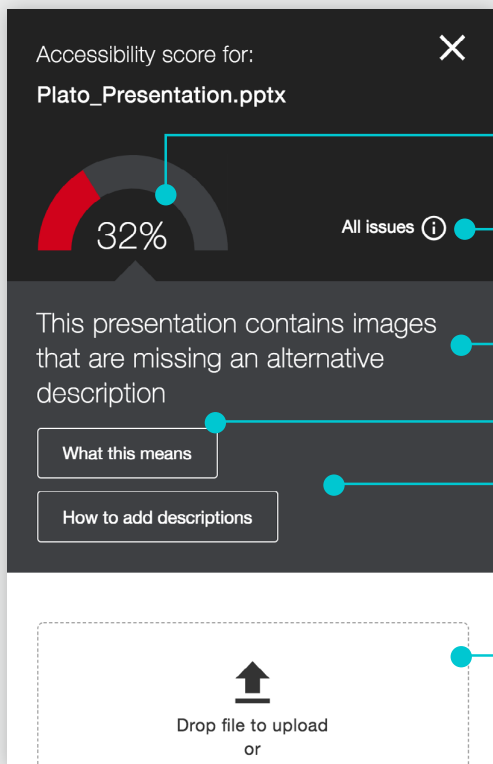 Accessibility score for:
Plato_Presentation.pptx
32%
All issues
This presentation contains images
that are missing an alternative
description
What this means
How to add descriptions
Drop file to upload
or